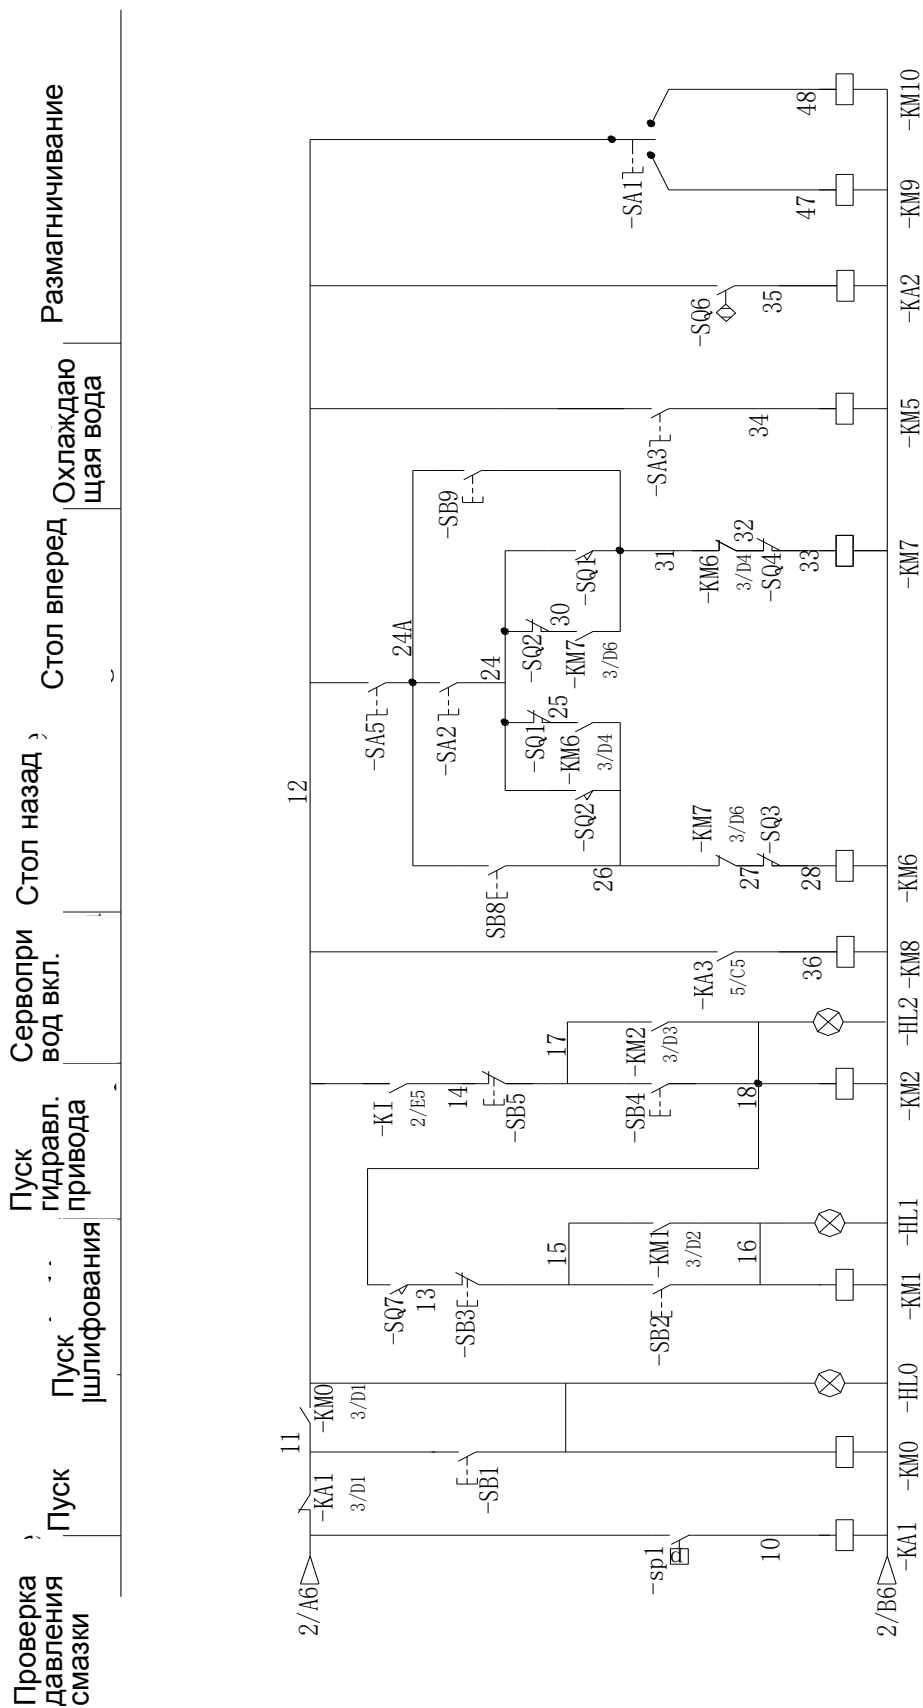 Проверка
давления
смазки
Пуск
Пуск
шлифования
Пуск
гидравл.
привода
Сервопри
вод вкл.
Стол назад
Стол вперед
Охлаждаю
щая вода
Размагничивание
2/A6
-KA1
3/D1
11
-KM0
3/D1
12
-SB1
-sp1
d
10
-SQ7
13
-SB3
15
-KM1
3/D2
-SB2
16
-KI
2/E5
14
-SB5
17
-KM2
3/D3
-SB4
18
-KA3
5/C5
36
-SA5
24A
-SA2
24
SB8
-SQ2
-SQ1
25
-KM6
3/D4
26
-KM7
3/D6
27
-SQ3
28
-SQ2
30
-KM7
3/D6
-SQ1
-SB9
31
-KM6
3/D4
32
-SQ4
33
-SA3
34
-SQ6
35
-SA1
47
48
2/B6
-KA1
-KM0
-HL0
-KM1
-HL1
-KM2
-HL2
-KM8
-KM6
-KM7
-KM5
-KA2
-KM9
-KM10